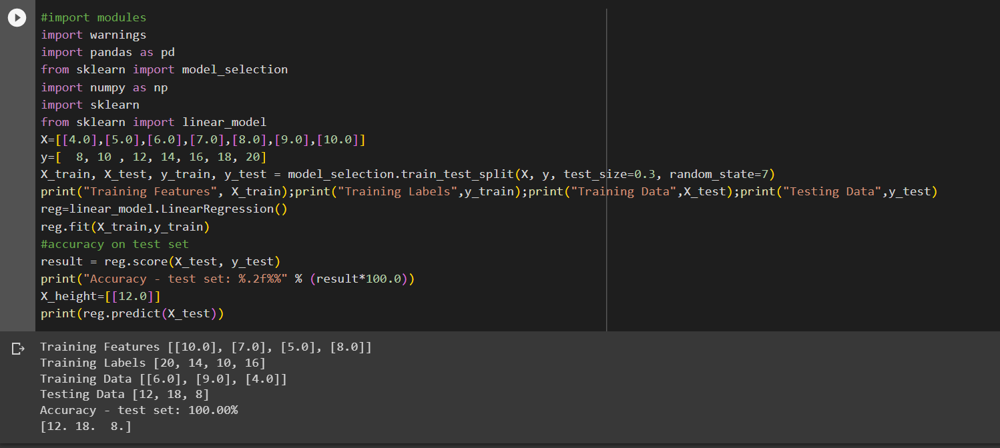 #import modules
import warnings
import pandas as pd
from sklearn import model_selection
import numpy as np
import sklearn
from sklearn import linear_model
X=[[4.0],[5.0],[6.0],[7.0],[8.0],[9.0],[10.0]]
y=[  8, 10 , 12, 14, 16, 18, 20]
X_train, X_test, y_train, y_test = model_selection.train_test_split(X, y, test_size=0.3, random_state=7)
print("Training Features", X_train);print("Training Labels",y_train);print("Training Data",X_test);print("Testing Data",y_test)
reg=linear_model.LinearRegression()
reg.fit(X_train,y_train)
#accuracy on test set
result = reg.score(X_test, y_test)
print("Accuracy - test set: %.2f%%" % (result*100.0))
X_height=[[12.0]]
print(reg.predict(X_test))
Training Features [[10.0], [7.0], [5.0], [8.0]]
Training Labels [20, 14, 10, 16]
Training Data [[6.0], [9.0], [4.0]]
Testing Data [12, 18, 8]
Accuracy - test set: 100.00%
[12. 18.  8.]